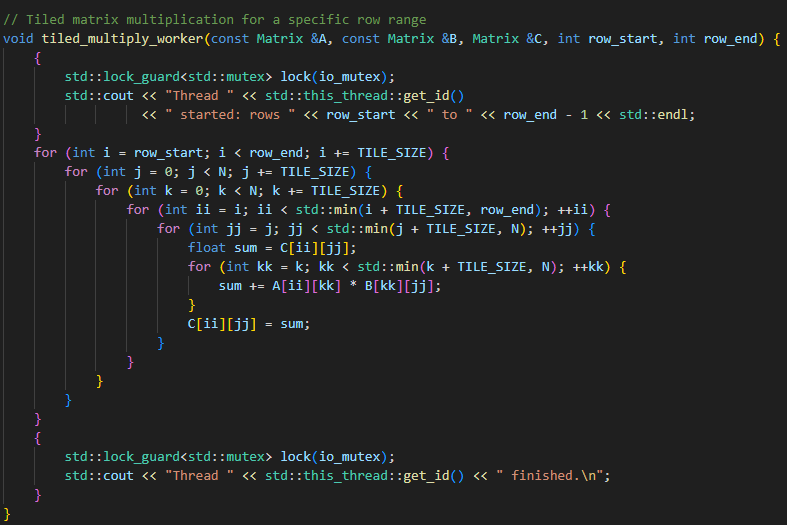 // Tiled matrix multiplication for a specific row range
void tiled_multiply_worker(const Matrix &A, const Matrix &B, Matrix &C, int row_start, int row_end) {
    {
        std::lock_guard<std::mutex> lock(io_mutex);
        std::cout << "Thread " << std::this_thread::get_id()
                  << " started: rows " << row_start << " to " << row_end - 1 << std::endl;
    }
    for (int i = row_start; i < row_end; i += TILE_SIZE) {
        for (int j = 0; j < N; j += TILE_SIZE) {
            for (int k = 0; k < N; k += TILE_SIZE) {
                for (int ii = i; ii < std::min(i + TILE_SIZE, row_end); ++ii) {
                    for (int jj = j; jj < std::min(j + TILE_SIZE, N); ++jj) {
                        float sum = C[ii][jj];
                        for (int kk = k; kk < std::min(k + TILE_SIZE, N); ++kk) {
                            sum += A[ii][kk] * B[kk][jj];
                        }
                        C[ii][jj] = sum;
                    }
                }
            }
        }
    }
    {
        std::lock_guard<std::mutex> lock(io_mutex);
        std::cout << "Thread " << std::this_thread::get_id() << " finished.\n";
    }
}